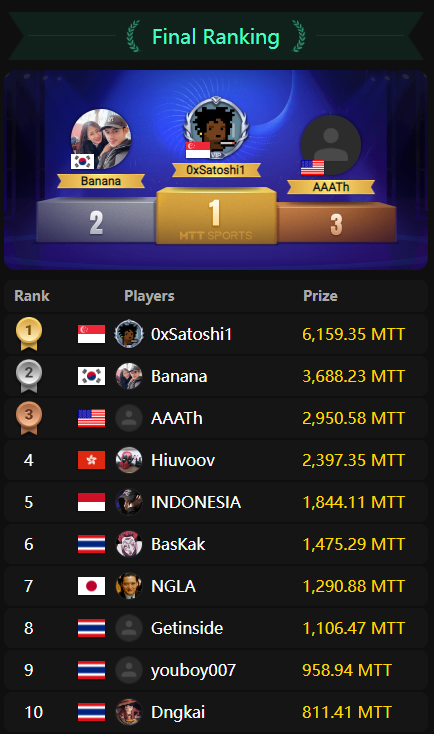 Final Ranking
0xSatoshi1
Banana
AAATh
2
1
3
MTT SPORTS
Rank Players Prize
1 0xSatoshi1 6,159.35 MTT
2 Banana 3,688.23 MTT
3 AAATh 2,950.58 MTT
4 Hiuvoov 2,397.35 MTT
5 INDONESIA 1,844.11 MTT
6 BasKak 1,475.29 MTT
7 NGLA 1,290.88 MTT
8 Getinside 1,106.47 MTT
9 youboy007 958.94 MTT
10 Dngkai 811.41 MTT